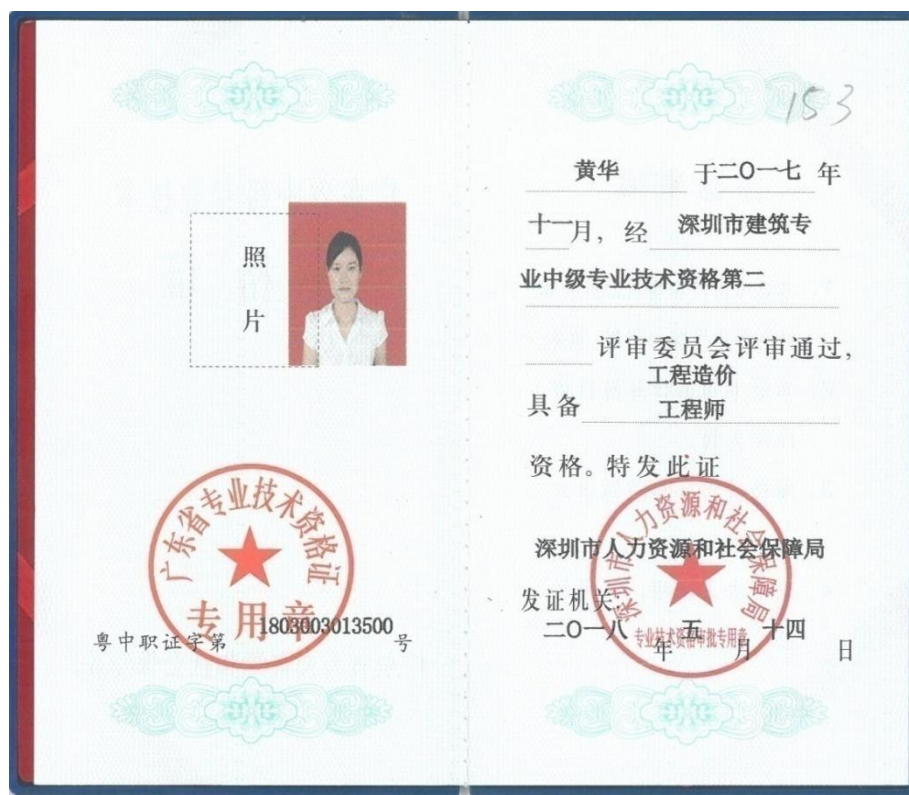 照
片
广东省专业技术资格证
专用章
粤中职证字第 1803003013500 号
153
黄华 于二〇一七 年
十一月，经 深圳市建筑专
业中级专业技术资格第二
评审委员会评审通过，
工程造价
具备 工程师
资格。特发此证
深圳市人力资源和社会保障局
深圳市人力资源和社会保障局
发证机关：
二〇一八 年 五 月 十四 日
专业技术资格审批专用章